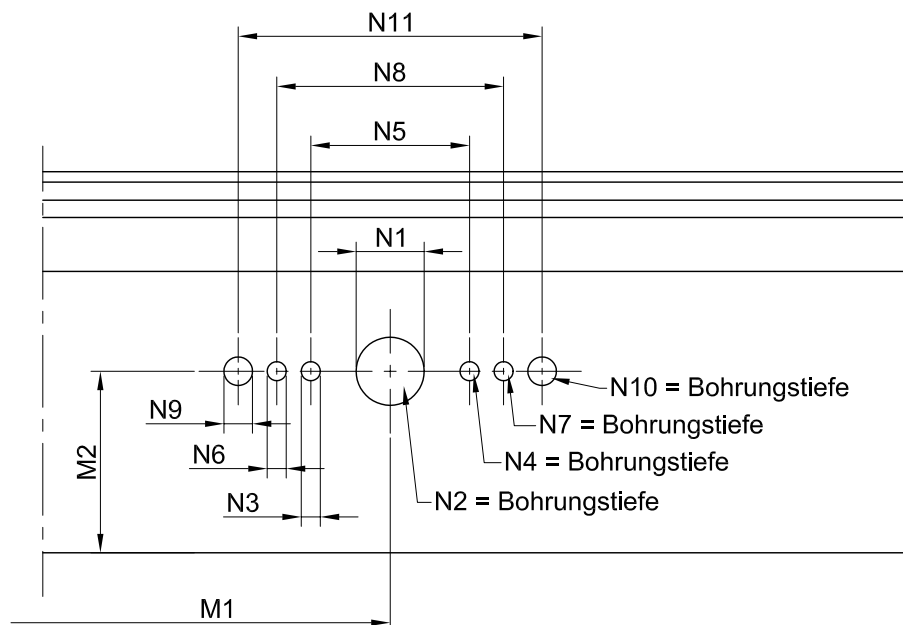 N11
N8
N5
N1
N10 = Bohrungstiefe
N9
N7 = Bohrungstiefe
M2
N6
N4 = Bohrungstiefe
N3
N2 = Bohrungstiefe
M1